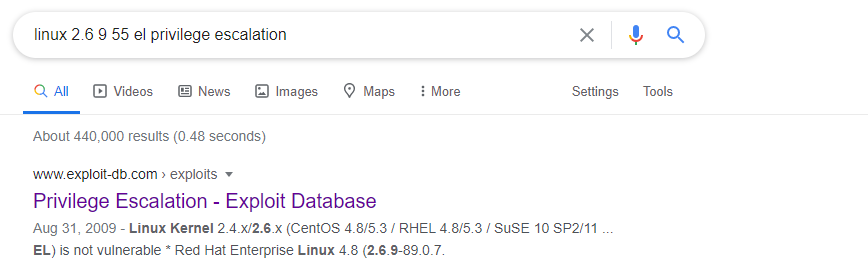 linux 2.6 9 55 el privilege escalation
All Videos News Images Maps More Settings Tools
About 440,000 results (0.48 seconds)
www.exploit-db.com › exploits
Privilege Escalation - Exploit Database
Aug 31, 2009 - Linux Kernel 2.4.x/2.6.x (CentOS 4.8/5.3 / RHEL 4.8/5.3 / SuSE 10 SP2/11 ...
EL) is not vulnerable * Red Hat Enterprise Linux 4.8 (2.6.9-89.0.7.